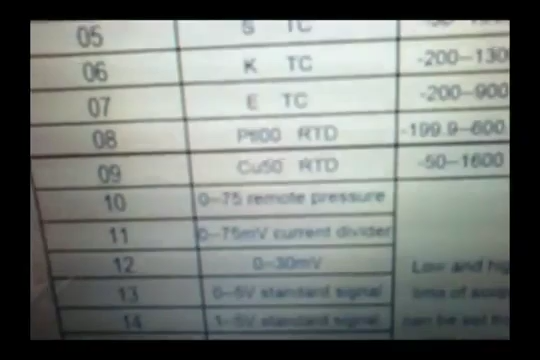 05 S TC
06 K TC -200--130
07 E TC -200--900
08 Pt100 RTD -199.9--600
09 Cu50 RTD -50--1600
10 0--75 remote pressure
11 0--75mV current divider
12 0--30mV Low and hig
13 0--5V standard signal
14 1--5V standard signal can be set